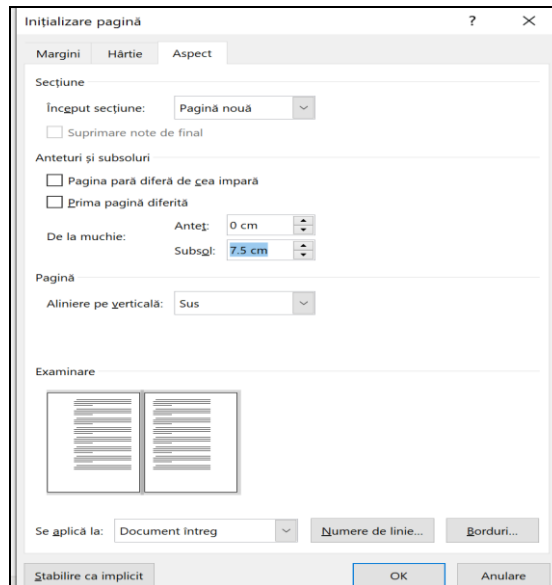 Inițializare pagină ? ×
Margini Hârtie Aspect
Secțiune
Început secțiune: Pagină nouă
Suprimare note de final
Anteturi și subsoluri
Pagina pară diferă de cea impară
Prima pagină diferită
Antet: 0 cm
De la muchie:
Subsol: 7.5 cm
Pagină
Aliniere pe verticală: Sus
Examinare
Se aplică la: Document întreg Numere de linie... Borduri...
Stabilire ca implicit OK Anulare